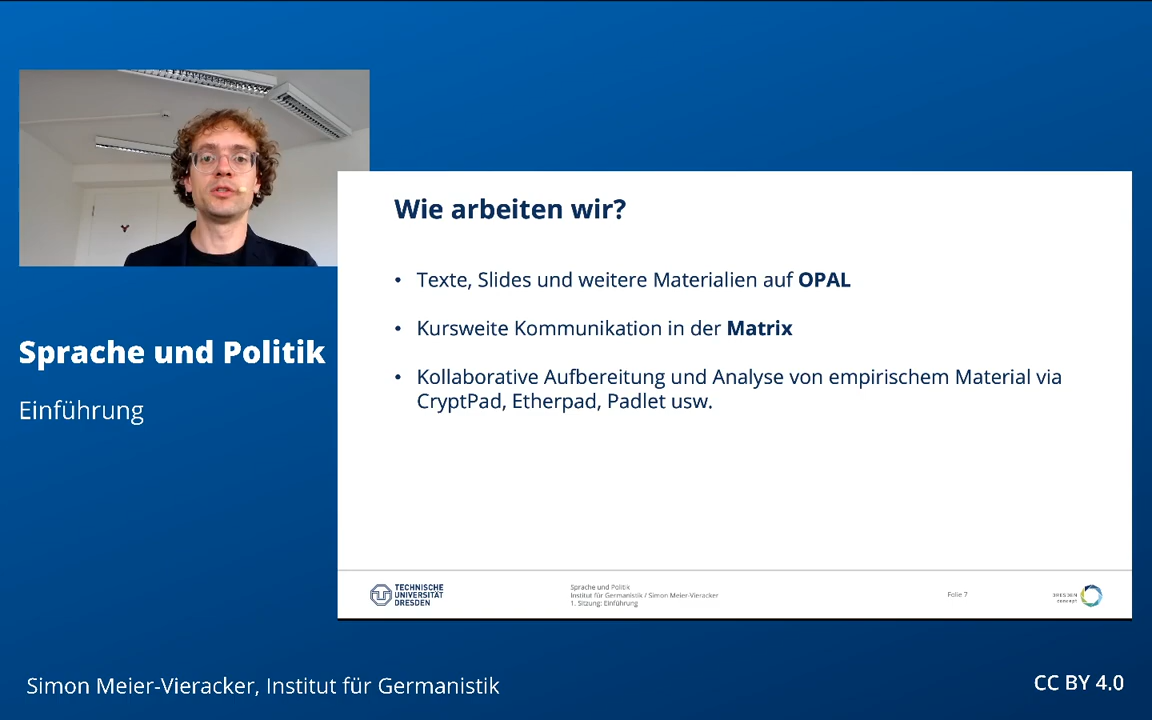 Wie arbeiten wir?
• Texte, Slides und weitere Materialien auf OPAL
• Kursweite Kommunikation in der Matrix
• Kollaborative Aufbereitung und Analyse von empirischem Material via
CryptPad, Etherpad, Padlet usw.
Sprache und Politik
Einführung
TECHNISCHE
UNIVERSITÄT
DRESDEN
Sprache und Politik
Institut für Germanistik / Simon Meier-Vieracker
1. Sitzung: Einführung
Folie 7
DRESDEN
concept
Simon Meier-Vieracker, Institut für Germanistik
CC BY 4.0